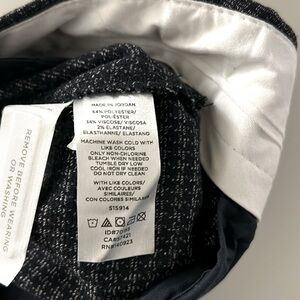 MADE IN JORDAN
64% POLYESTER/
POLIÉSTER
34% VISCOSE/ VISCOSA
2% ELASTANE/
ELASTHANNE/ ELASTANO
MACHINE WASH COLD WITH
LIKE COLORS
ONLY NON-CHLORINE
BLEACH WHEN NEEDED
TUMBLE DRY LOW
COOL IRON IF NEEDED
DO NOT DRY CLEAN
WITH LIKE COLORS/
AVEC COULEURS
SIMILAIRES/
CON COLORES SIMILARES
515914
RN#140923
REMOVE BEFORE WEARING
OR WASHING